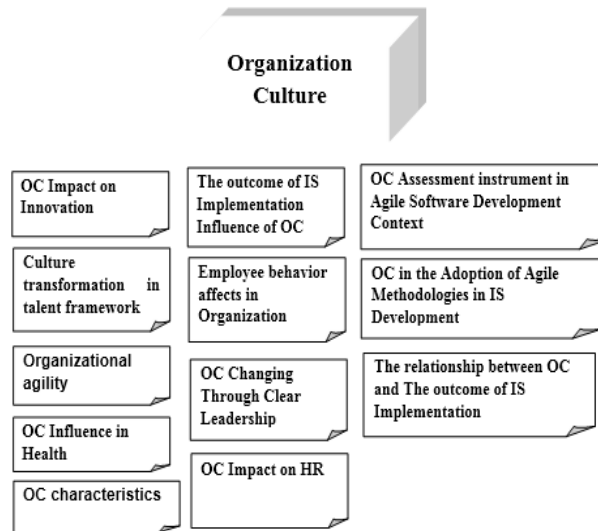 Organization
Culture
OC Impact on
Innovation
Culture
transformation in
talent framework
Organizational
agility
OC Influence in
Health
OC characteristics
The outcome of IS
Implementation
Influence of OC
Employee behavior
affects in
Organization
OC Changing
Through Clear
Leadership
OC Impact on HR
OC Assessment instrument in
Agile Software Development
Context
OC in the Adoption of Agile
Methodologies in IS
Development
The relationship between OC
and The outcome of IS
Implementation